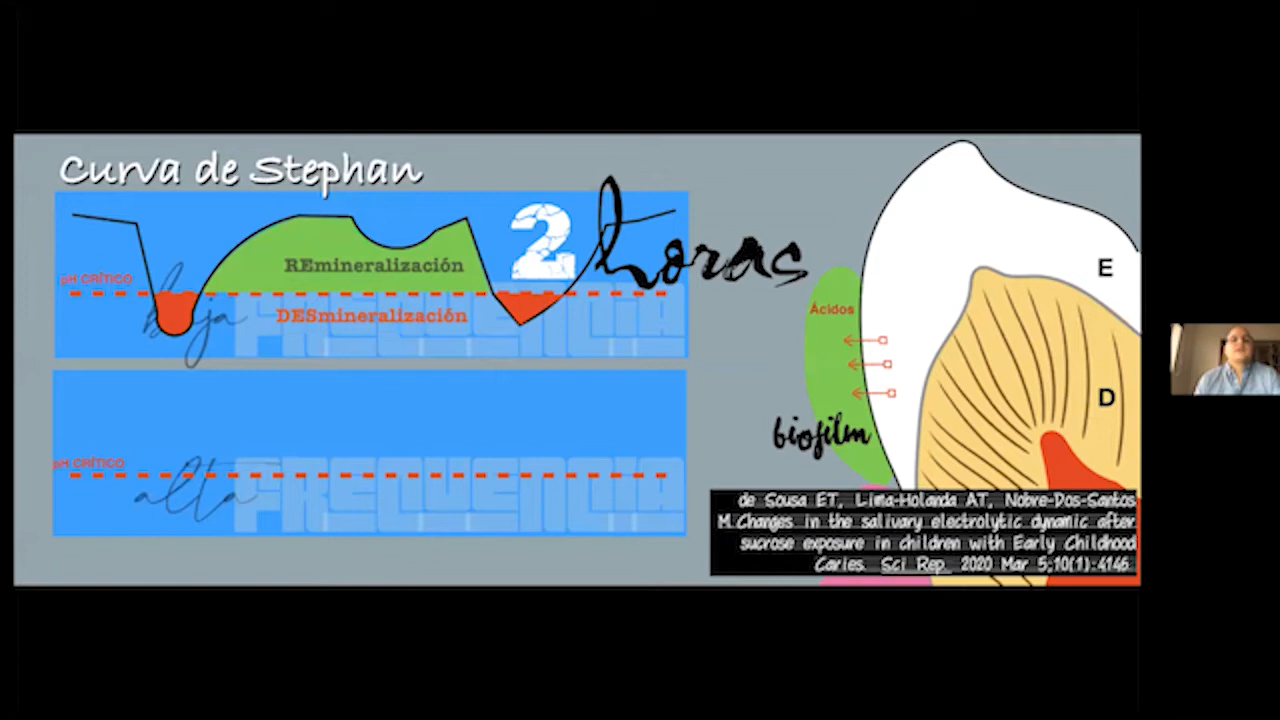 Curva de Stephan
2 horas
REmineralización
pH CRÍTICO
DESmineralización
baja FRECUENCIA
pH CRÍTICO
alta FRECUENCIA
E
Ácidos
D
biofilm
de Sousa ET, Lima-Holanda AT, Nobre-Dos-Santos
M.Changes in the salivary electrolytic dynamic after
sucrose exposure in children with Early Childhood
Caries. Sci Rep. 2020 Mar 5;10(1):4146